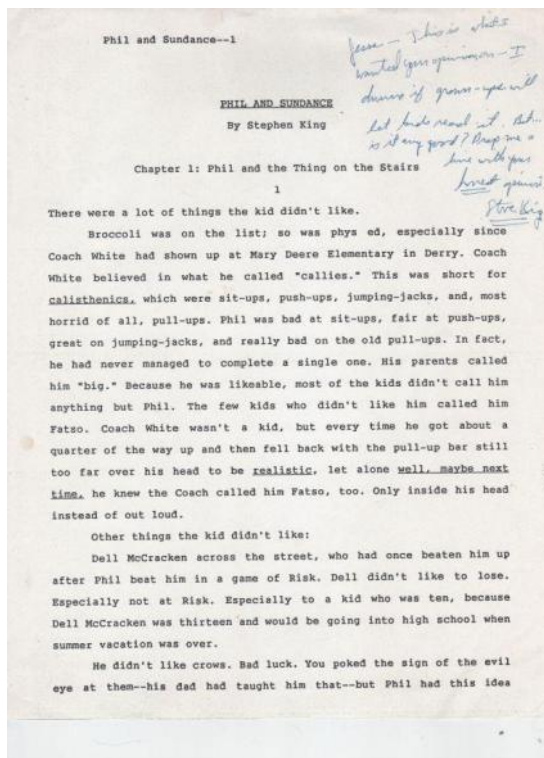 Phil and Sundance--1
Jesse - This is what I
wanted your opinion on - I
dunno if grown-ups will
let kids read it. But...
is it any good? Drop me a
line with your
honest opinion
Steve King
PHIL AND SUNDANCE
By Stephen King
Chapter 1: Phil and the Thing on the Stairs
1
There were a lot of things the kid didn't like.
Broccoli was on the list; so was phys ed, especially since
Coach White had shown up at Mary Deere Elementary in Derry. Coach
White believed in what he called "callies." This was short for
calisthenics, which were sit-ups, push-ups, jumping-jacks, and, most
horrid of all, pull-ups. Phil was bad at sit-ups, fair at push-ups,
great on jumping-jacks, and really bad on the old pull-ups. In fact,
he had never managed to complete a single one. His parents called
him "big." Because he was likeable, most of the kids didn't call him
anything but Phil. The few kids who didn't like him called him
Fatso. Coach White wasn't a kid, but every time he got about a
quarter of the way up and then fell back with the pull-up bar still
too far over his head to be realistic, let alone well, maybe next
time, he knew the Coach called him Fatso, too. Only inside his head
instead of out loud.
Other things the kid didn't like:
Dell McCracken across the street, who had once beaten him up
after Phil beat him in a game of Risk. Dell didn't like to lose.
Especially not at Risk. Especially to a kid who was ten, because
Dell McCracken was thirteen and would be going into high school when
summer vacation was over.
He didn't like crows. Bad luck. You poked the sign of the evil
eye at them--his dad had taught him that--but Phil had this idea